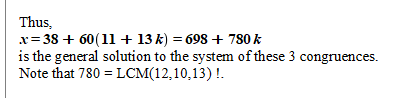 Thus,
x = 38 + 60(11 + 13 k) = 698 + 780 k
is the general solution to the system of these 3 congruences.
Note that 780 = LCM(12,10,13) !.